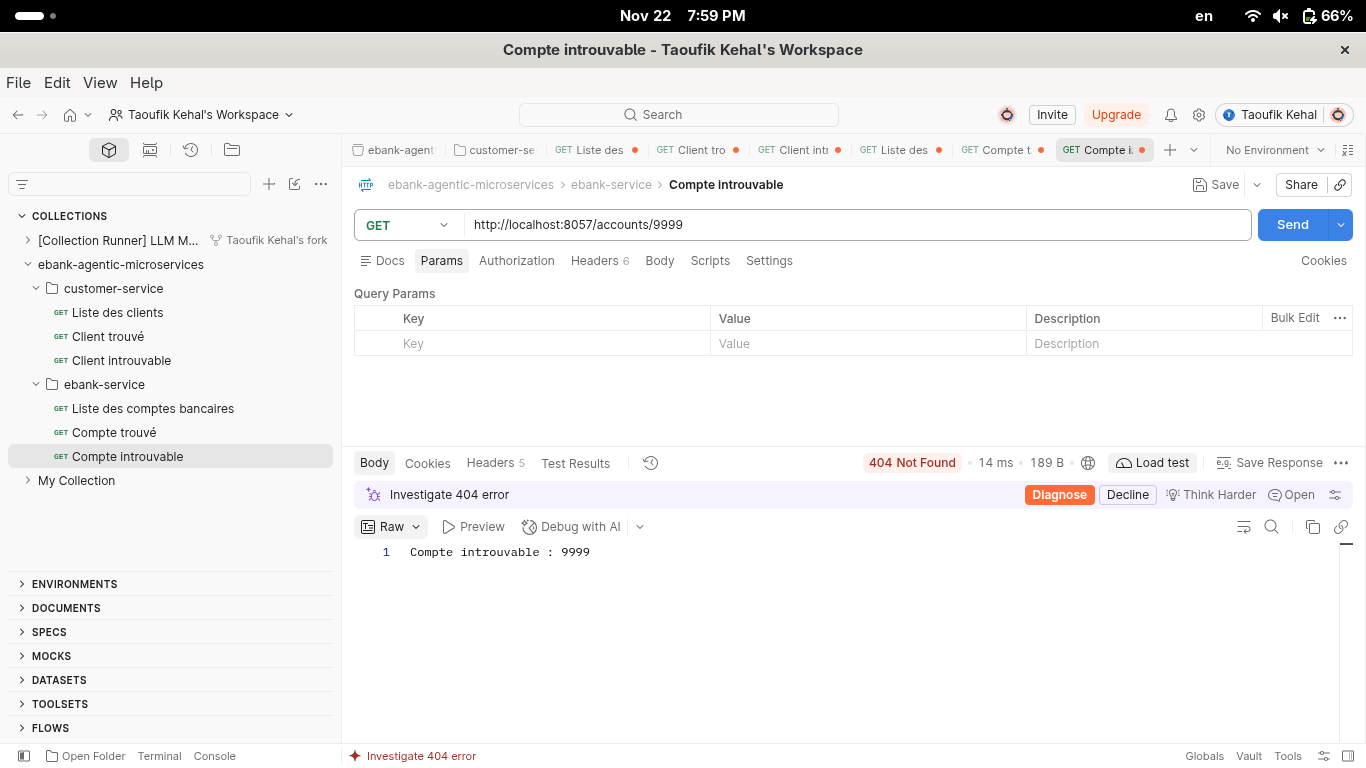 Nov 22 7:59 PM
en
66%
Compte introuvable - Taoufik Kehal's Workspace
File Edit View Help
Taoufik Kehal's Workspace
Search
Invite
Upgrade
Taoufik Kehal
ebank-agent
customer-se
GET Liste des
GET Client tro
GET Client intr
GET Liste des
GET Compte t
GET Compte i
No Environment
ebank-agentic-microservices > ebank-service > Compte introuvable
Save
Share
GET
http://localhost:8057/accounts/9999
Send
Docs Params Authorization Headers 6 Body Scripts Settings
Cookies
Query Params
Key Value Description Bulk Edit
Key Value Description
COLLECTIONS
[Collection Runner] LLM M... Taoufik Kehal's fork
ebank-agentic-microservices
customer-service
GET Liste des clients
GET Client trouvé
GET Client introuvable
ebank-service
GET Liste des comptes bancaires
GET Compte trouvé
GET Compte introuvable
My Collection
ENVIRONMENTS
DOCUMENTS
SPECS
MOCKS
DATASETS
TOOLSETS
FLOWS
Body Cookies Headers 5 Test Results
404 Not Found 14 ms 189 B Load test
e.g. Save Response
Investigate 404 error
Diagnose Decline Think Harder Open
Raw Preview Debug with AI
1 Compte introuvable : 9999
Open Folder Terminal Console
Investigate 404 error
Globals Vault Tools